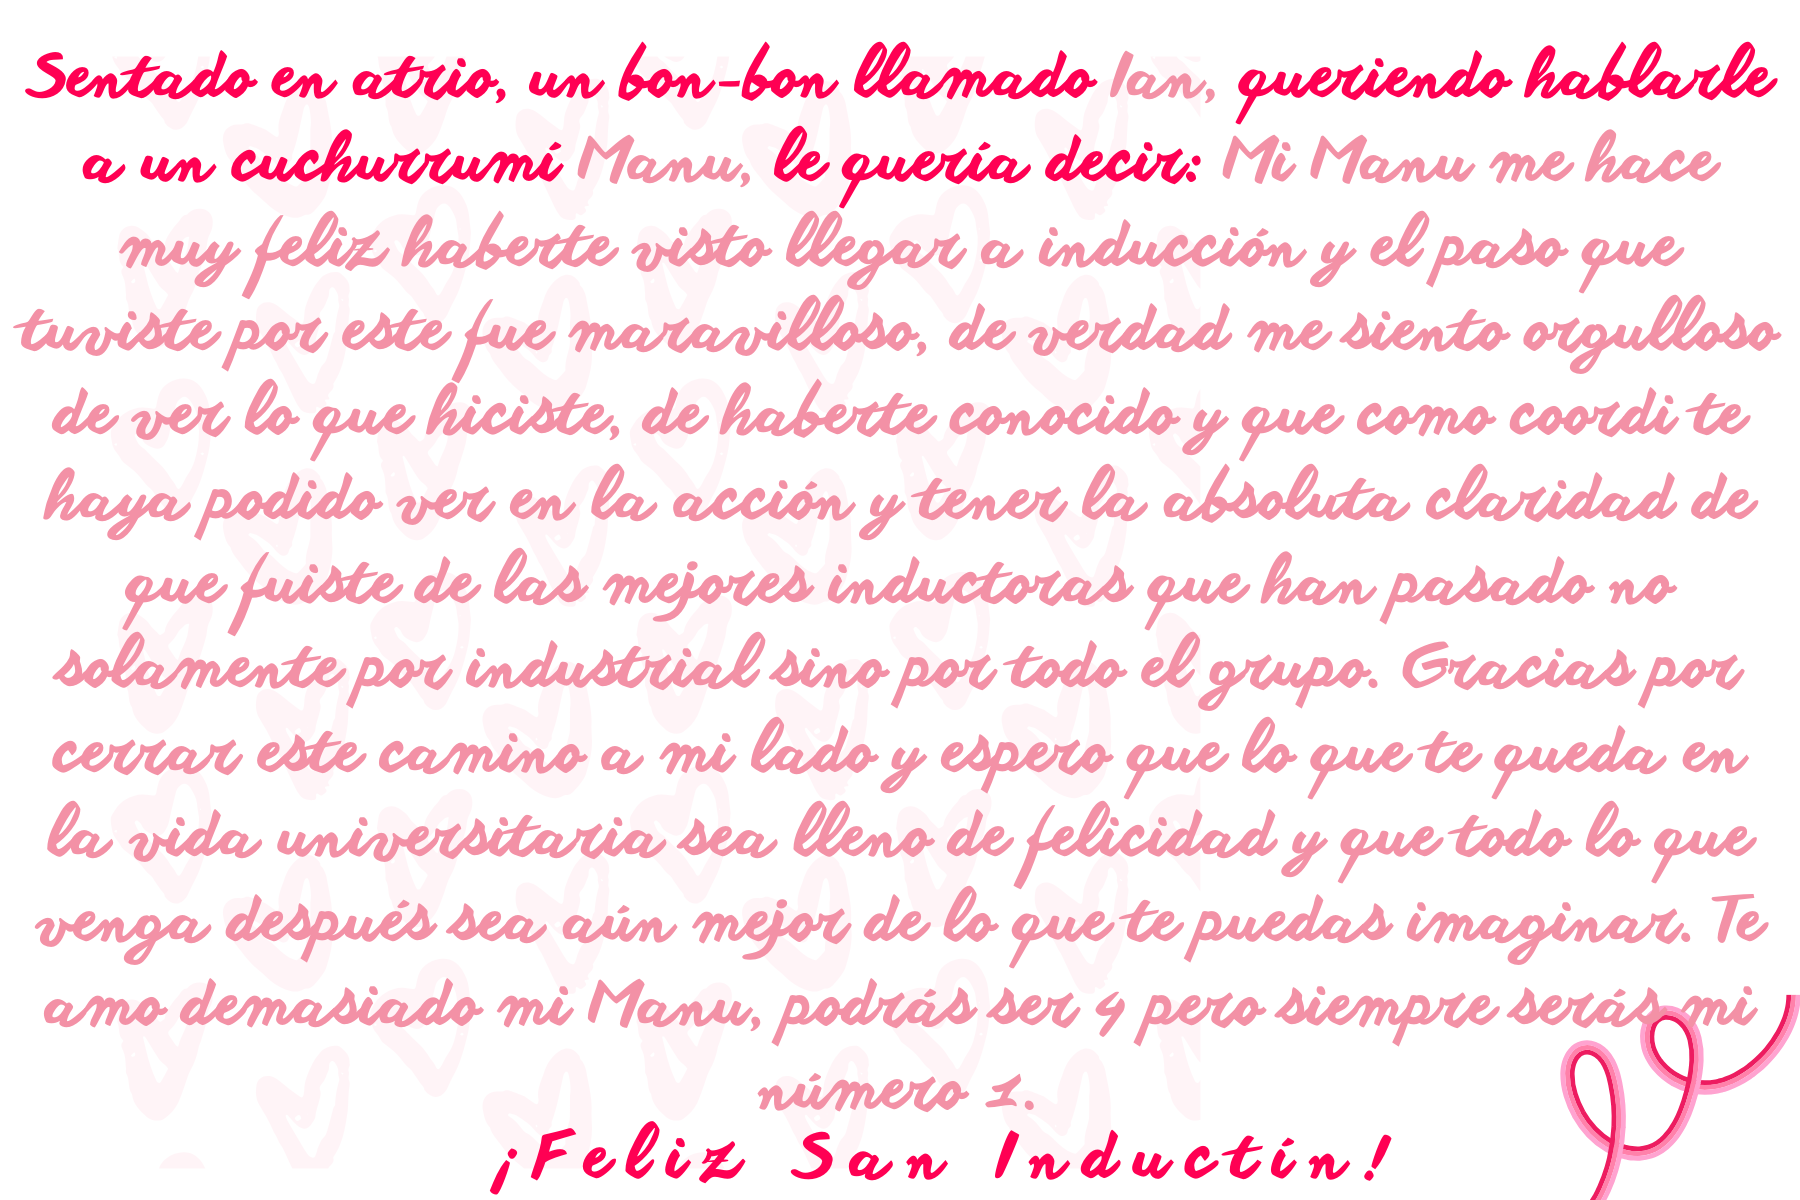 Sentado en atrio, un bon-bon llamado Ian, queriendo hablarle
a un cuchurrumí Manu, le quería decir: Mi Manu me hace
muy feliz haberte visto llegar a inducción y el paso que
tuviste por este fue maravilloso, de verdad me siento orgulloso
de ver lo que hiciste, de haberte conocido y que como coordi te
haya podido ver en la acción y tener la absoluta claridad de
que fuiste de las mejores inductoras que han pasado no
solamente por industrial sino por todo el grupo. Gracias por
cerrar este camino a mi lado y espero que lo que te queda en
la vida universitaria sea lleno de felicidad y que todo lo que
venga después sea aún mejor de lo que te puedas imaginar. Te
amo demasiado mi Manu, podrás ser 4 pero siempre serás mi
número 1.
¡Feliz San Inductín!